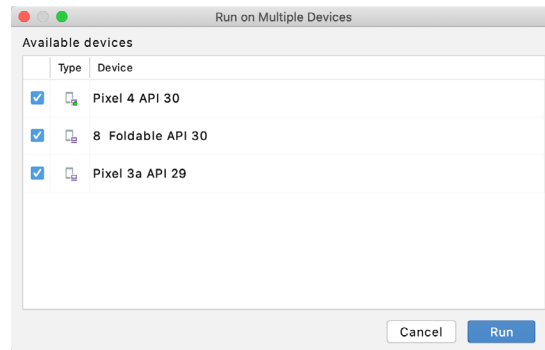 Run on Multiple Devices
Available devices
Type Device
Pixel 4 API 30
8 Foldable API 30
Pixel 3a API 29
Cancel Run